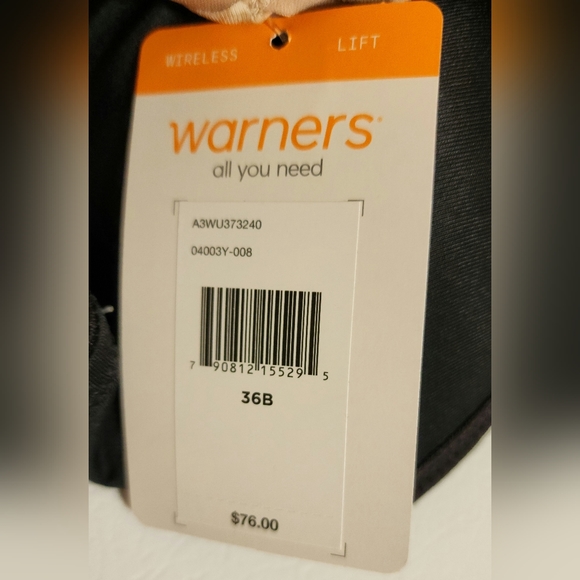 WIRELESS LIFT
warners
all you need
A3WU373240
04003Y-008
7 90812 15529 5
36B
$76.00